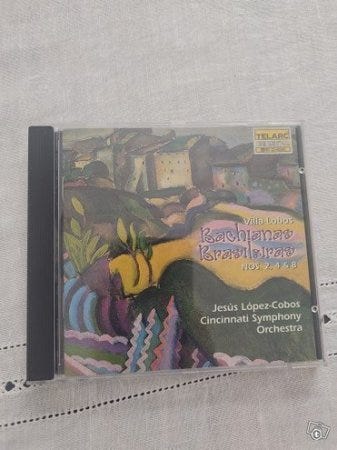 TELARC
Villa-Lobos
Bachianas
Brasileiras
NOS. 2, 4 & 8
Jesús López-Cobos
Cincinnati Symphony
Orchestra